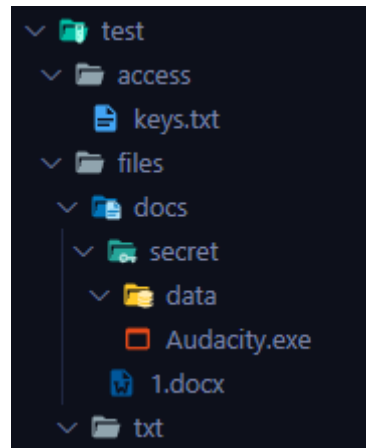 test
access
keys.txt
files
docs
secret
data
Audacity.exe
1.docx
txt